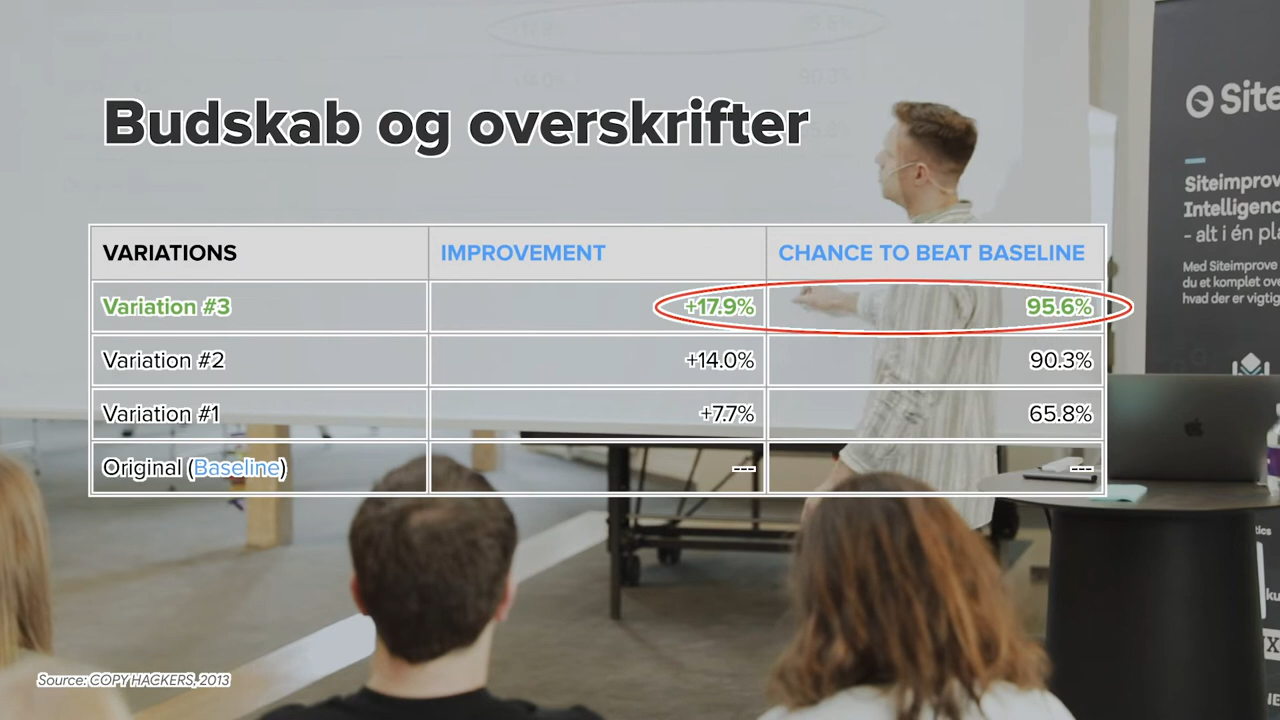 Budskab og overskrifter
VARIATIONS IMPROVEMENT CHANCE TO BEAT BASELINE
Variation #3 +17.9% 95.6%
Variation #2 +14.0% 90.3%
Variation #1 +7.7% 65.8%
Original (Baseline) --- ---
Source: COPY HACKERS, 2013
Site
Siteimprov
Intelligenc
- alt i én pla
Med Siteimprove
du et komplet ove
hvad der er vigtig